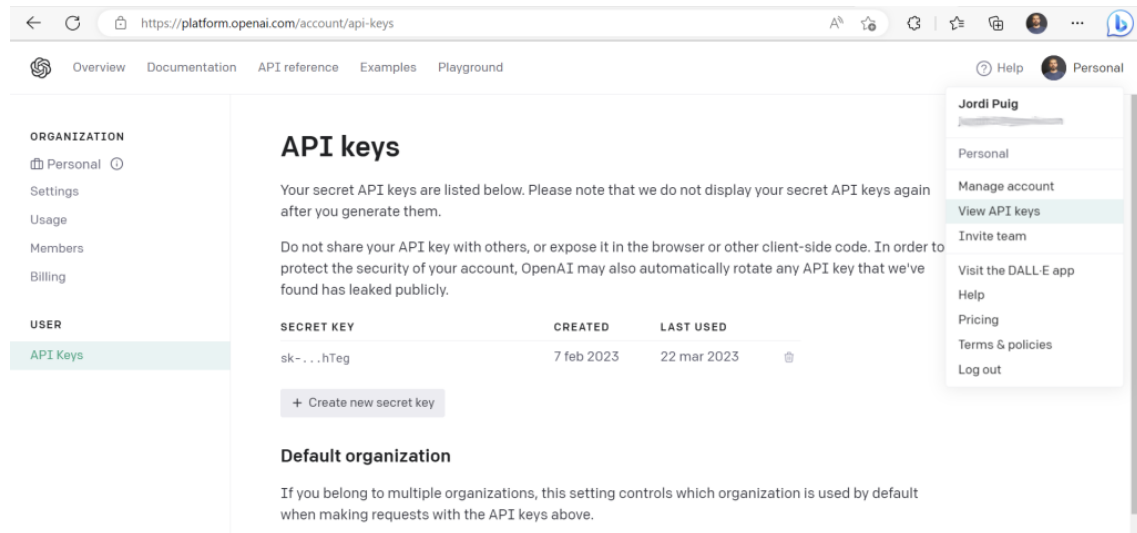 https://platform.openai.com/account/api-keys
Overview Documentation API reference Examples Playground
Help Personal
Jordi Puig
Personal
Manage account
View API keys
Invite team
Visit the DALL·E app
Help
Pricing
Terms & policies
Log out
ORGANIZATION
Personal
Settings
Usage
Members
Billing
USER
API Keys
API keys
Your secret API keys are listed below. Please note that we do not display your secret API keys again
after you generate them.
Do not share your API key with others, or expose it in the browser or other client-side code. In order to
protect the security of your account, OpenAI may also automatically rotate any API key that we've
found has leaked publicly.
SECRET KEY CREATED LAST USED
sk-...hTeg 7 feb 2023 22 mar 2023
+ Create new secret key
Default organization
If you belong to multiple organizations, this setting controls which organization is used by default
when making requests with the API keys above.